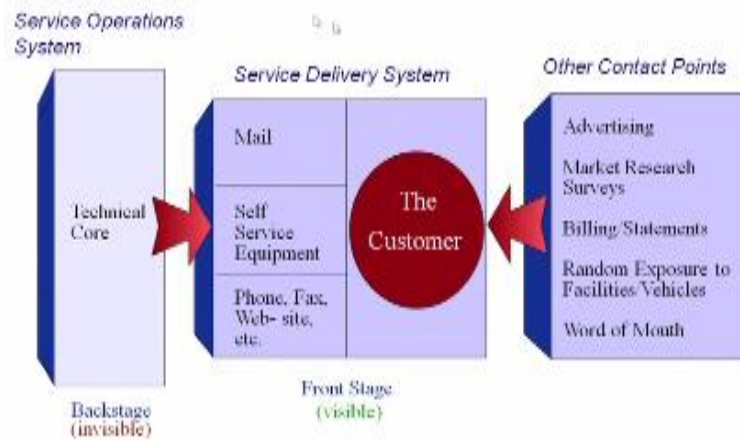 Service Operations
System
Service Delivery System
Other Contact Points
Technical
Core
Mail
Self
Service
Equipment
Phone, Fax,
Web- site,
etc.
The
Customer
Advertising
Market Research
Surveys
Billing/Statements
Random Exposure to
Facilities/Vehicles
Word of Mouth
Backstage
(invisible)
Front Stage
(visible)